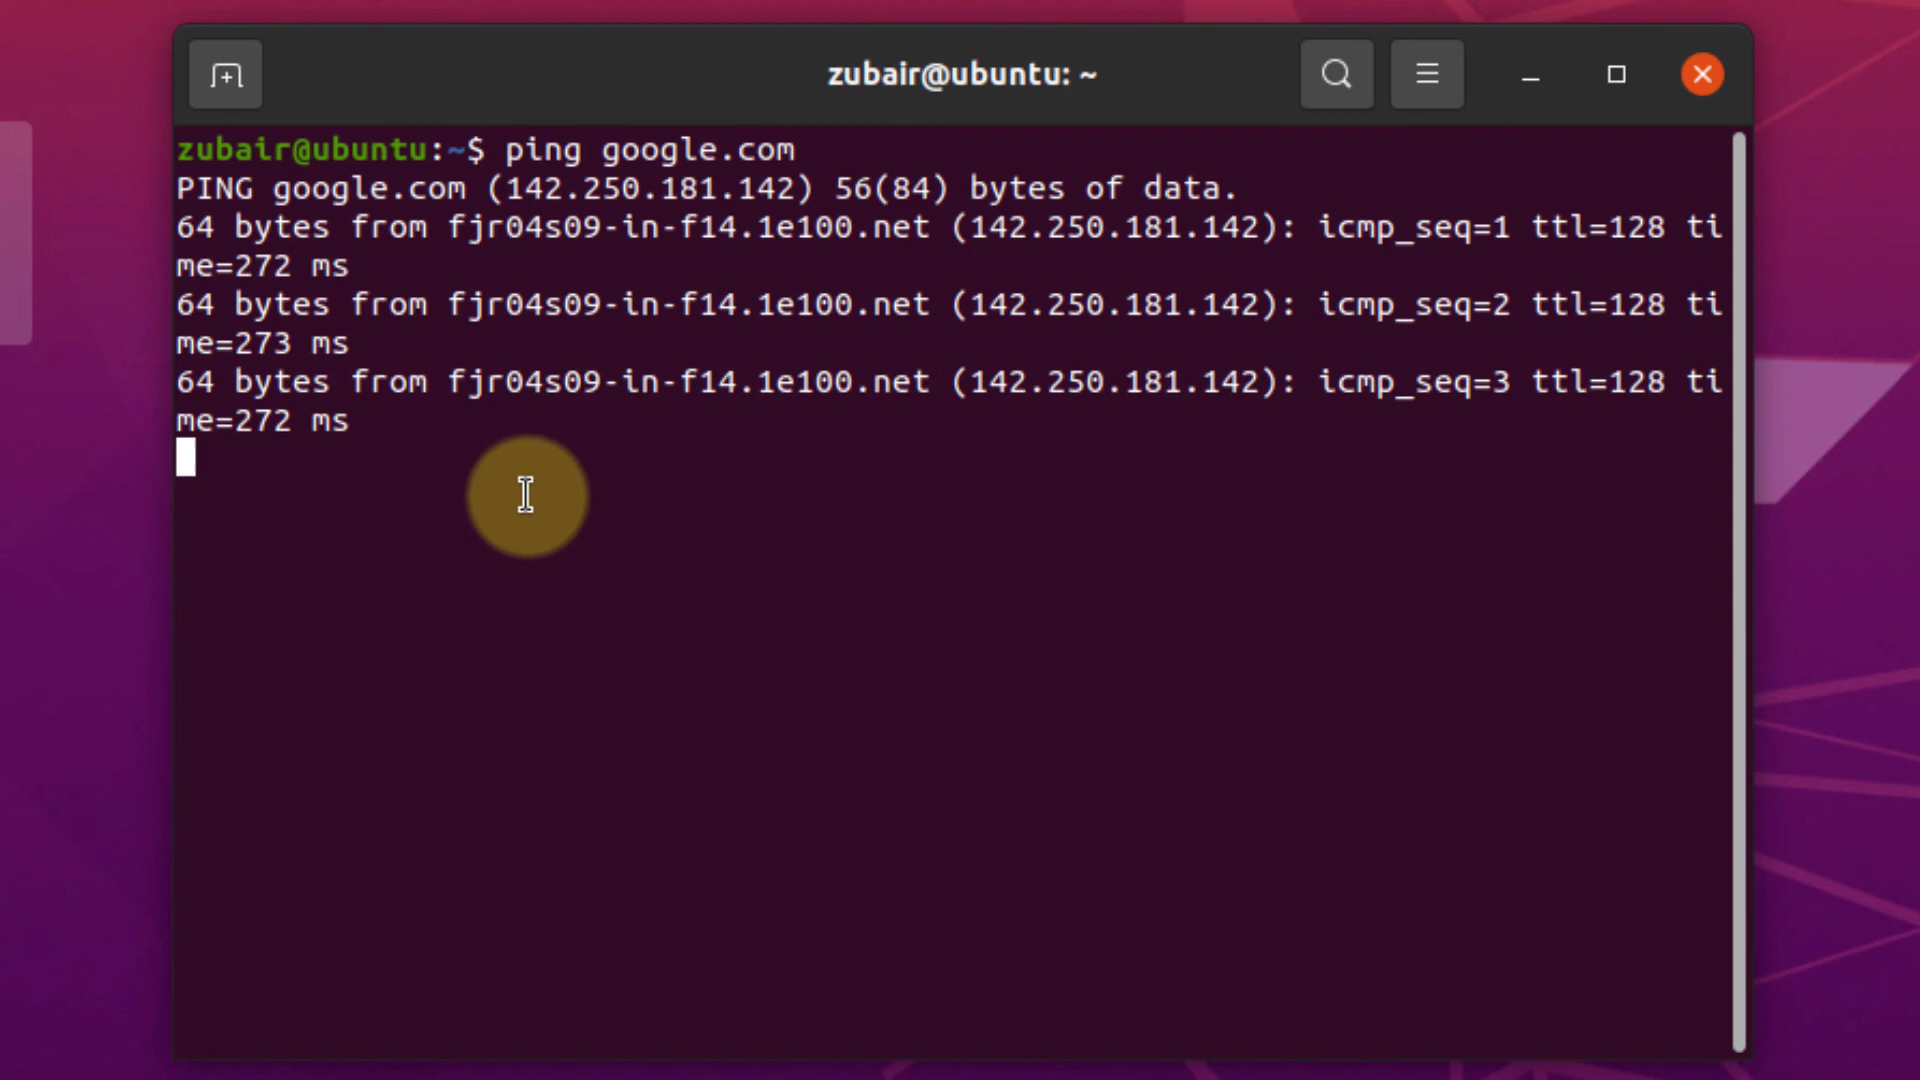 zubair@ubuntu: ~
zubair@ubuntu:~$ ping google.com
PING google.com (142.250.181.142) 56(84) bytes of data.
64 bytes from fjr04s09-in-f14.1e100.net (142.250.181.142): icmp_seq=1 ttl=128 ti
me=272 ms
64 bytes from fjr04s09-in-f14.1e100.net (142.250.181.142): icmp_seq=2 ttl=128 ti
me=273 ms
64 bytes from fjr04s09-in-f14.1e100.net (142.250.181.142): icmp_seq=3 ttl=128 ti
me=272 ms